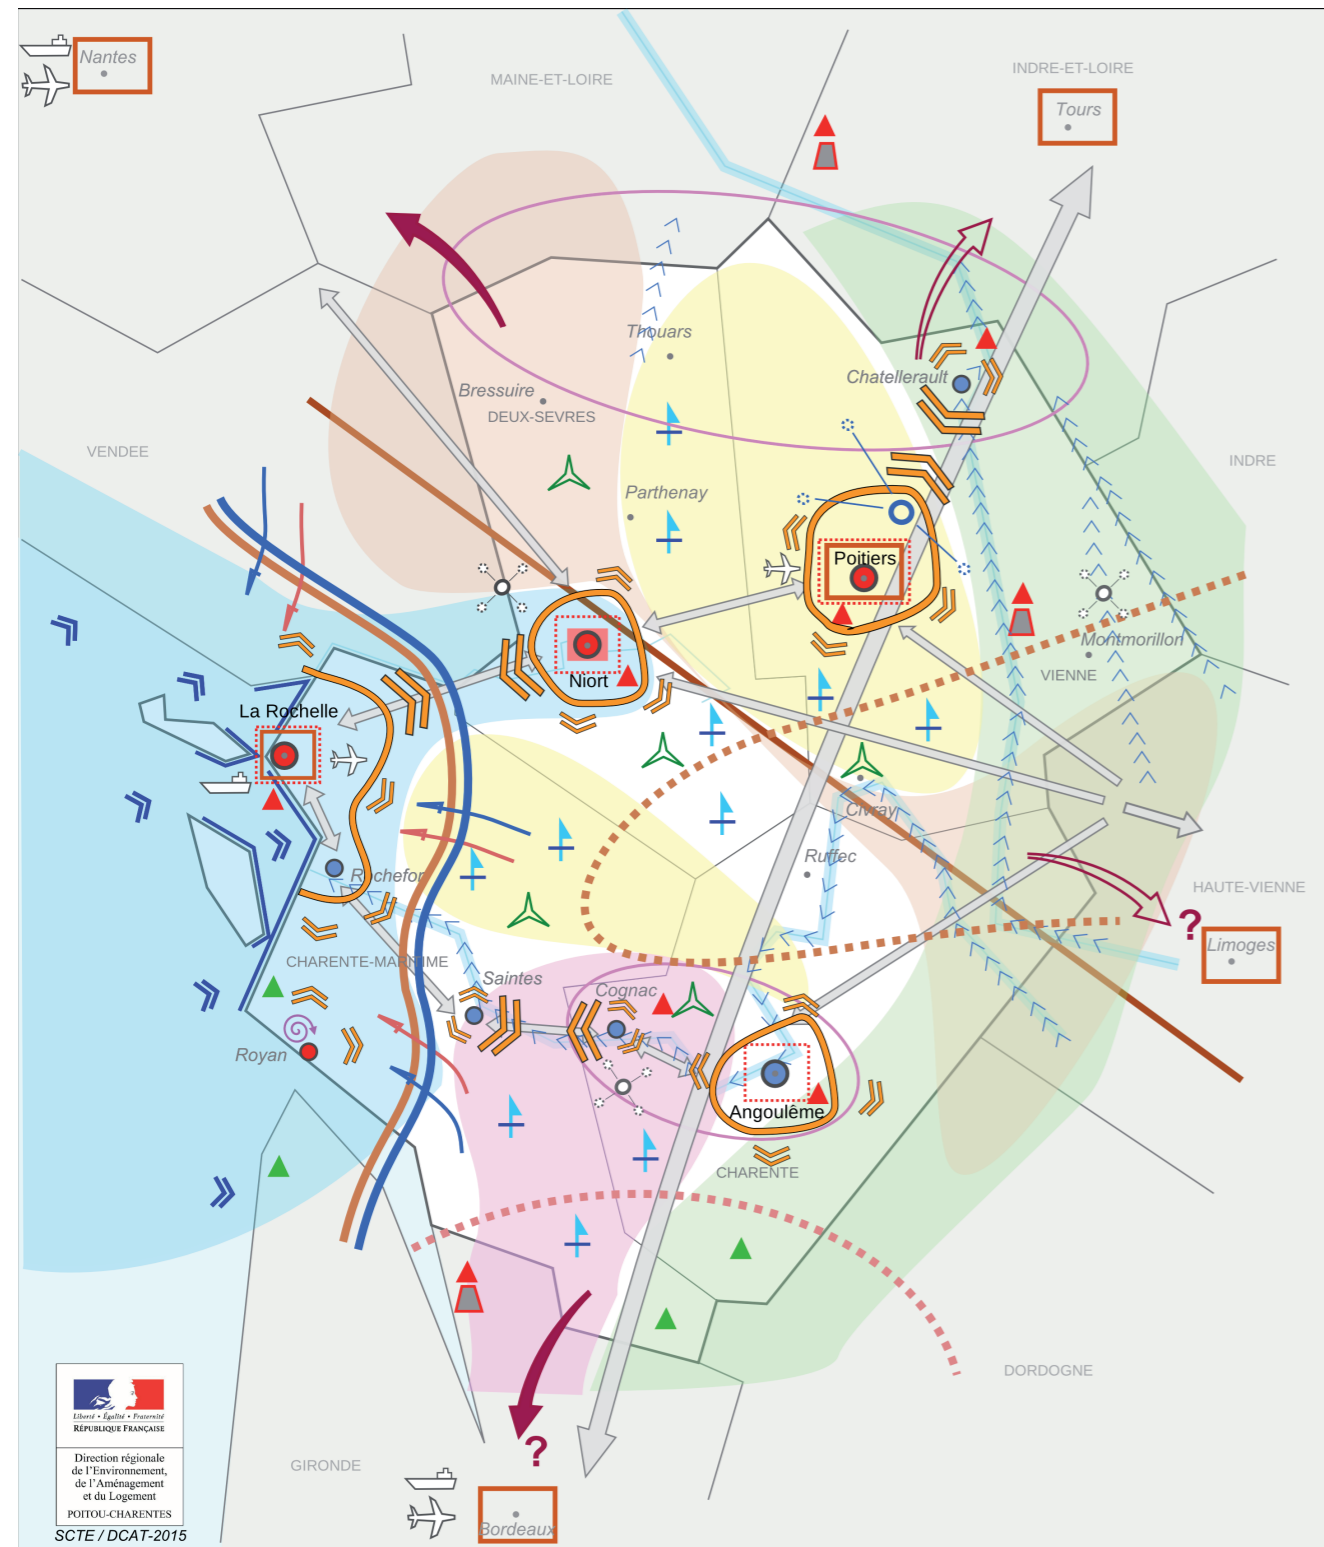 Nantes
MAINE-ET-LOIRE
INDRE-ET-LOIRE
Tours
Thouars
Chatellerault
Bressuire
DEUX-SEVRES
VENDEE
INDRE
Parthenay
Poitiers
Montmorillon
VIENNE
Niort
La Rochelle
Civray
Ruffec
Rochefor
HAUTE-VIENNE
?
Limoges
CHARENTE-MARITIME
Saintes
Cognac
Royan
Angoulême
CHARENTE
DORDOGNE
GIRONDE
?
Bordeaux
Liberté • Égalité • Fraternité
RÉPUBLIQUE FRANÇAISE
Direction régionale
de l'Environnement,
de l'Aménagement
et du Logement
POITOU-CHARENTES
SCTE / DCAT-2015